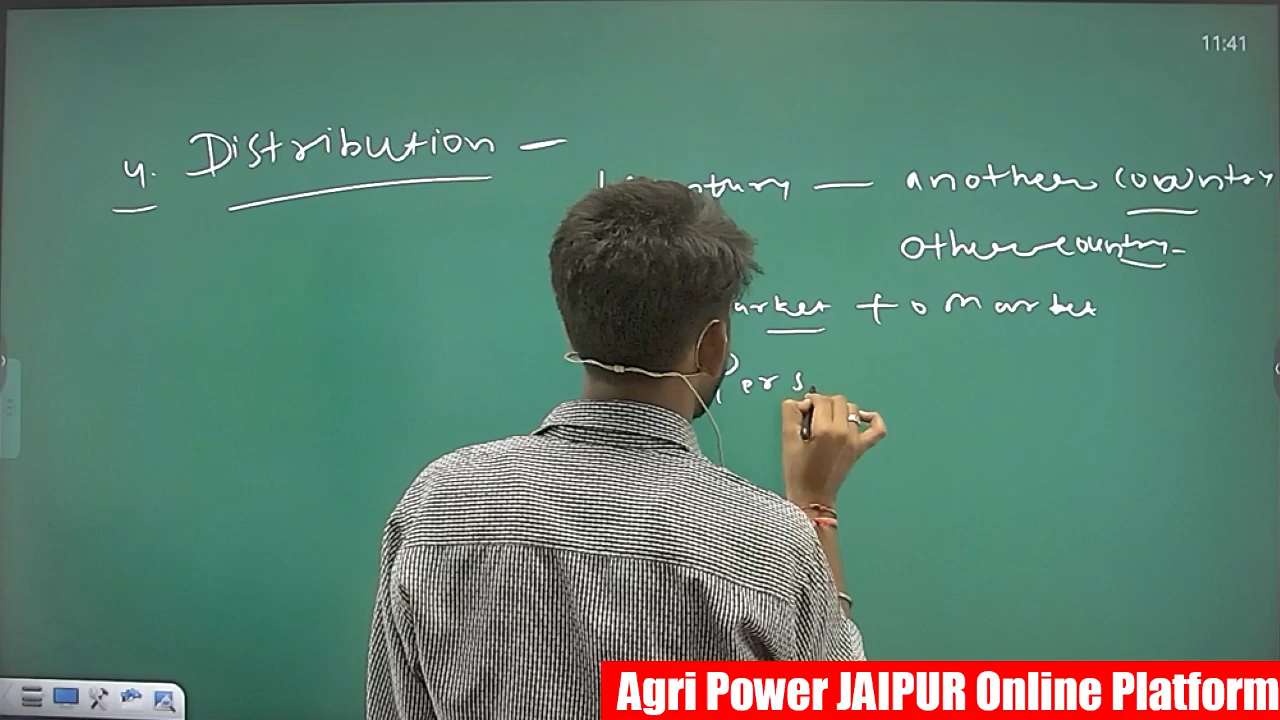 11:41
4. Distribution —
— another country
other country -
to market
Agri Power JAIPUR Online Platform